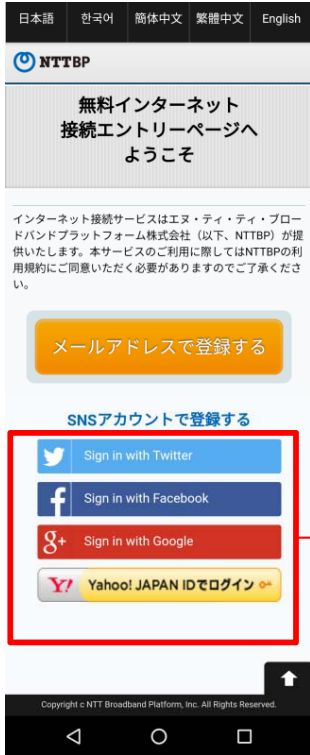 日本語 한국어 簡体中文 繁體中文 English
NTTBP
無料インターネット
接続エントリーページへ
ようこそ
インターネット接続サービスはエヌ・ティ・ティ・ブロー
ドバンドプラットフォーム株式会社（以下、NTTBP）が提
供いたします。本サービスのご利用に際してはNTTBPの利
用規約にご同意いただく必要がありますのでご了承くださ
い。
メールアドレスで登録する
SNSアカウントで登録する
Sign in with Twitter
f Sign in with Facebook
g+ Sign in with Google
Y! Yahoo! JAPAN IDでログイン
Copyright c NTT Broadband Platform, Inc. All Rights Reserved.